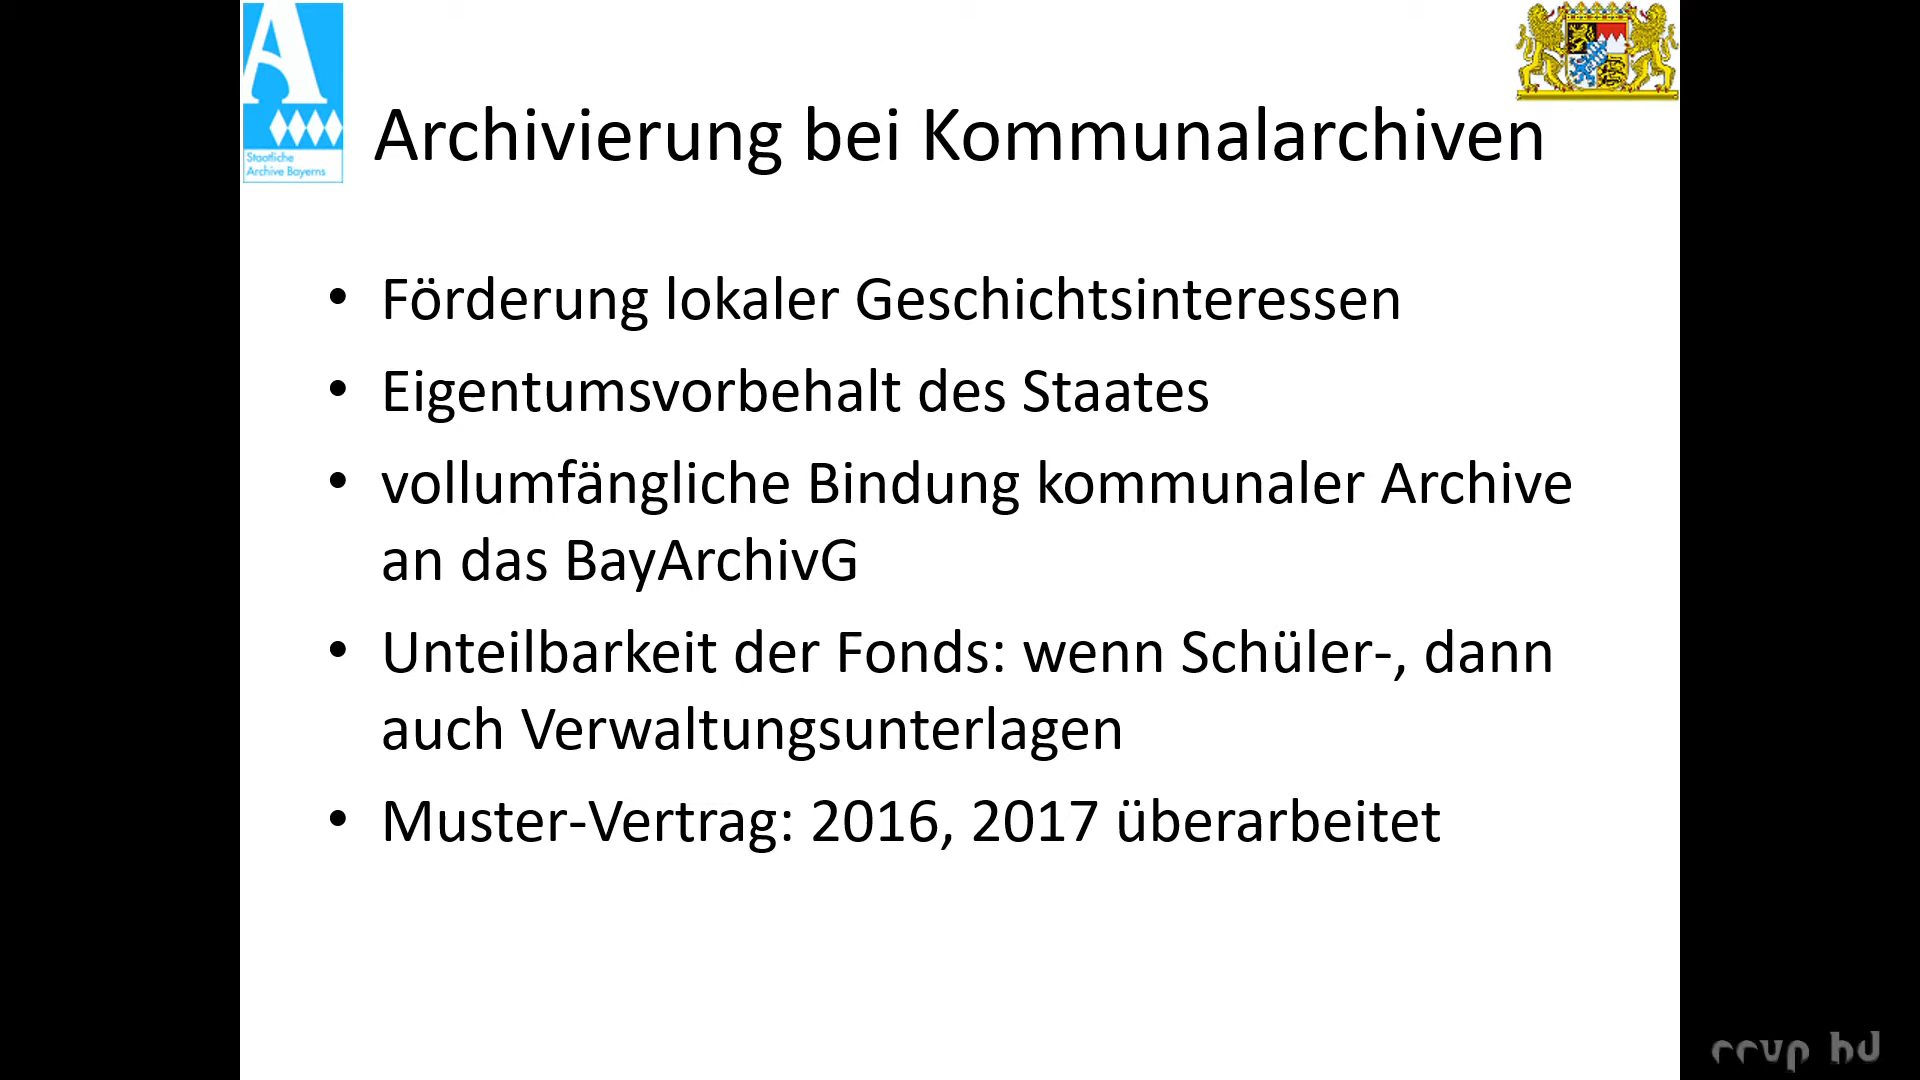 Staatliche
Archive Bayerns
Archivierung bei Kommunalarchiven
• Förderung lokaler Geschichtsinteressen
• Eigentumsvorbehalt des Staates
• vollumfängliche Bindung kommunaler Archive
an das BayArchivG
• Unteilbarkeit der Fonds: wenn Schüler-, dann
auch Verwaltungsunterlagen
• Muster-Vertrag: 2016, 2017 überarbeitet